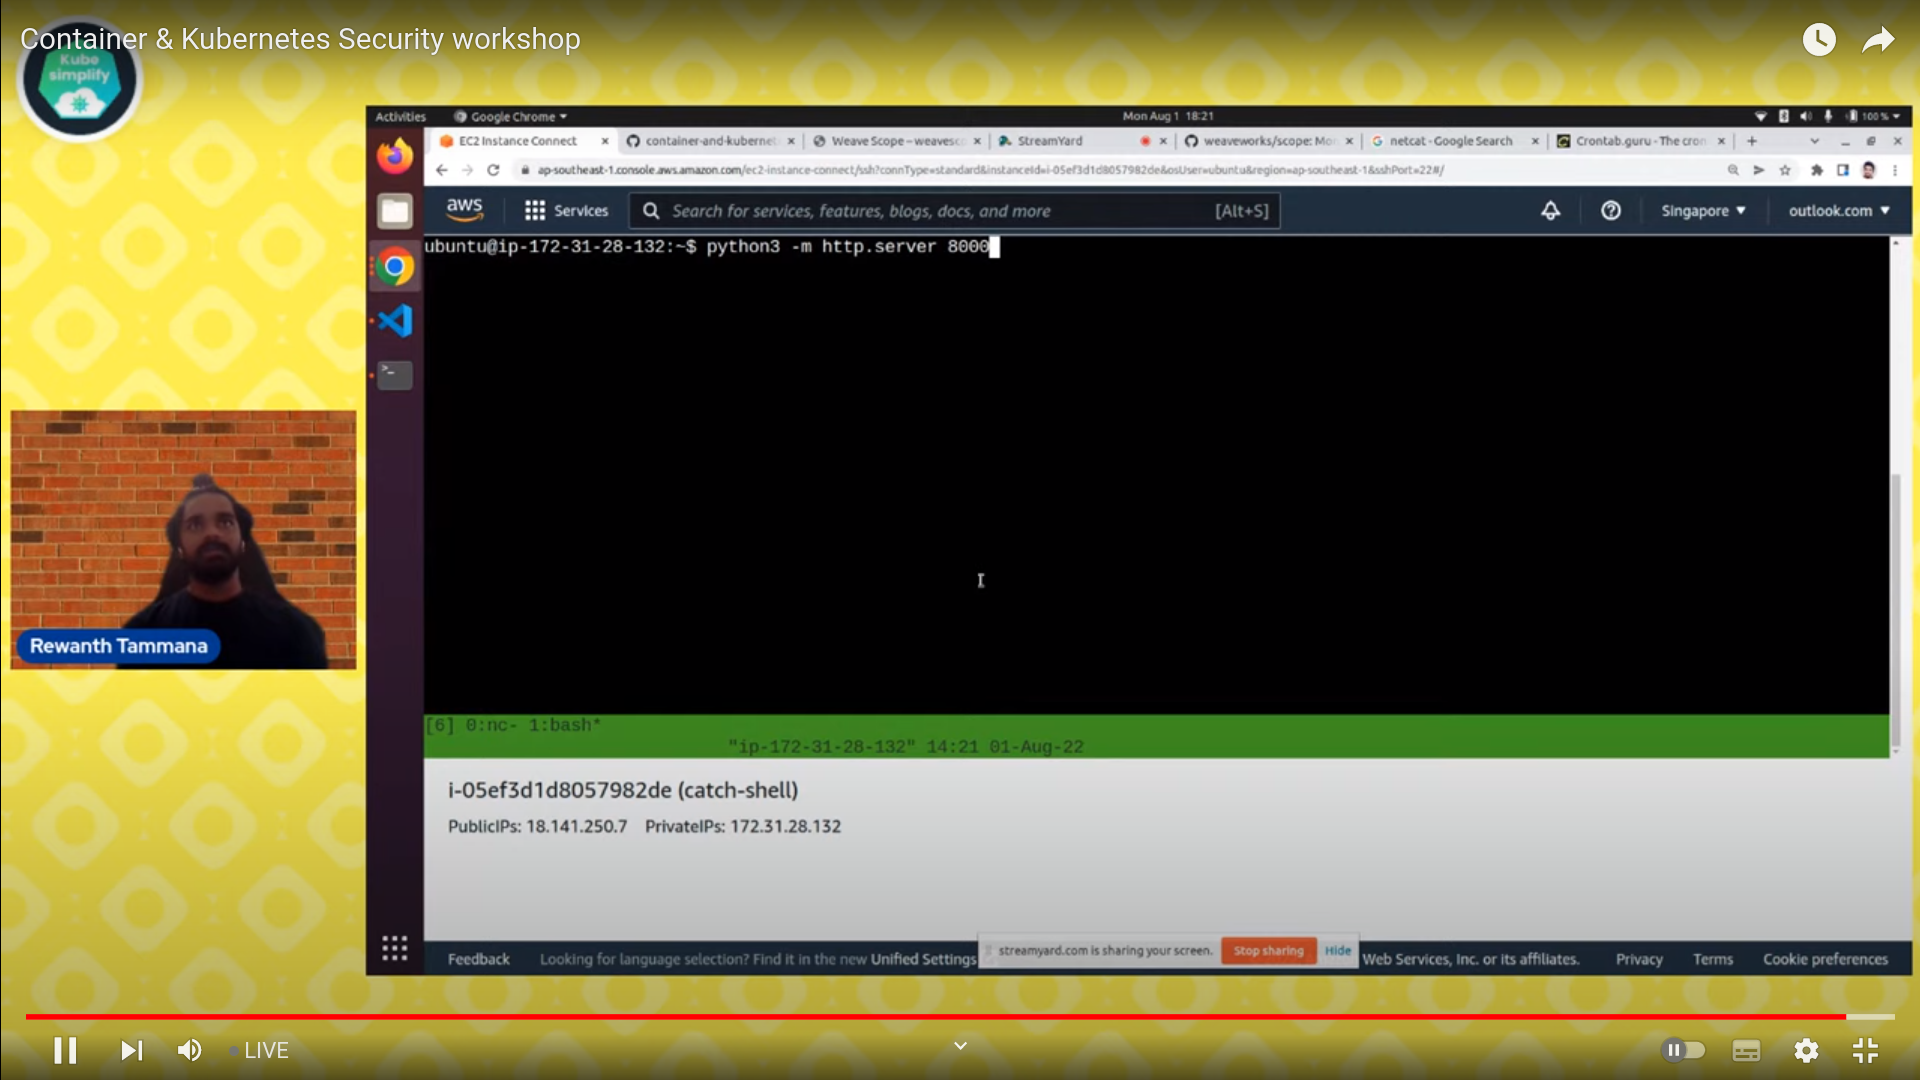 Container & Kubernetes Security workshop
Kube
simplify
Activities
Google Chrome
Mon Aug 1 18:21
100 %
EC2 Instance Connect
container-and-kubernet
Weave Scope – weavesc
StreamYard
weaveworks/scope: Mo
netcat - Google Search
Crontab.guru - The cron
ap-southeast-1.console.aws.amazon.com/ec2-instance-connect/ssh?connType=standard&instanceId=i-05ef3d1d8057982de&osUser=ubuntu&region=ap-southeast-1&sshPort=22#/
aws
Services
Search for services, features, blogs, docs, and more
[Alt+S]
Singapore
outlook.com
ubuntu@ip-172-31-28-132:~$ python3 -m http.server 8000
Rewanth Tammana
[6] 0:nc- 1:bash*
"ip-172-31-28-132" 14:21 01-Aug-22
i-05ef3d1d8057982de (catch-shell)
PublicIPs: 18.141.250.7 PrivateIPs: 172.31.28.132
streamyard.com is sharing your screen.
Stop sharing
Hide
Feedback
Looking for language selection? Find it in the new Unified Settings
Web Services, Inc. or its affiliates.
Privacy
Terms
Cookie preferences
LIVE